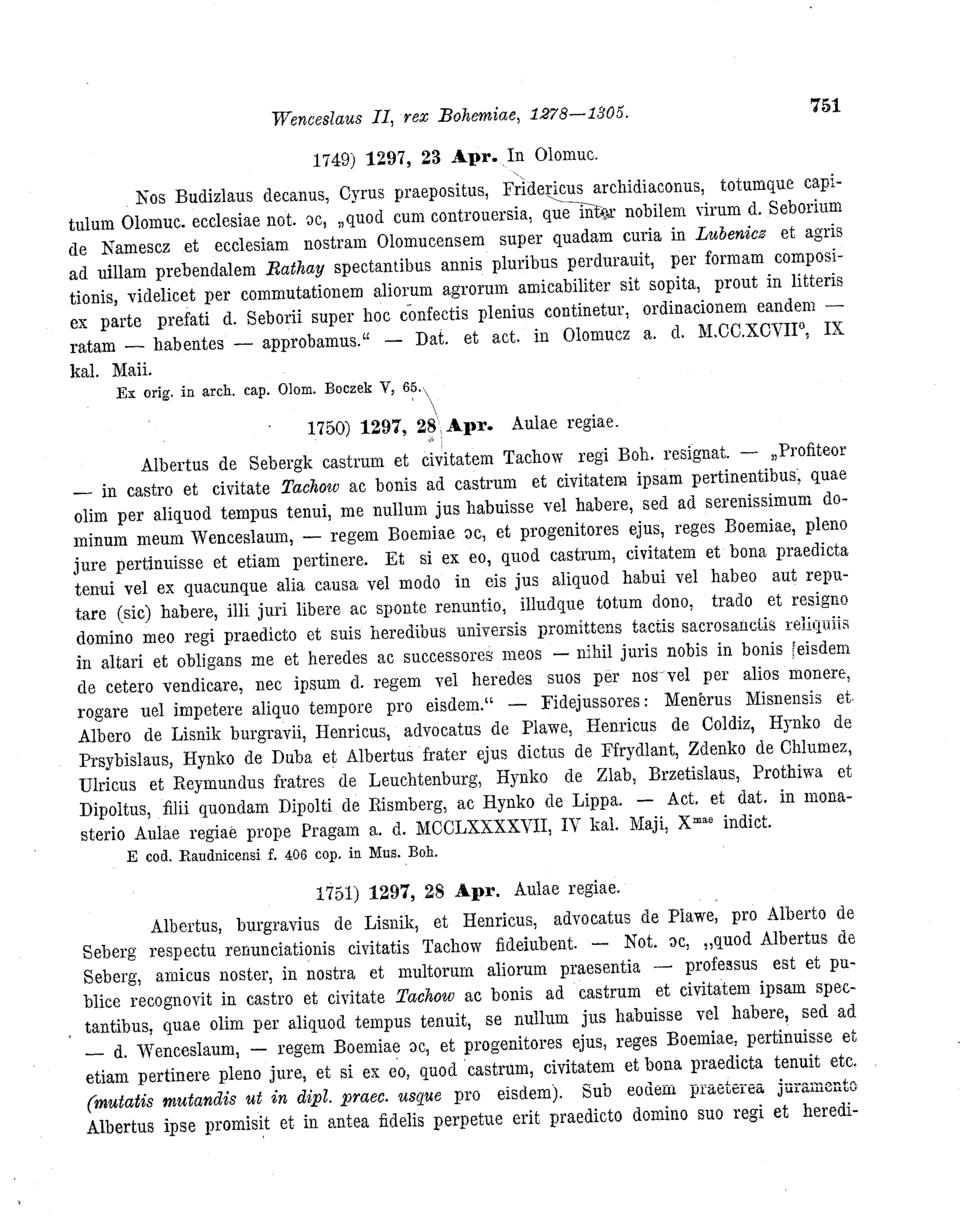 Wenceslaus II, rex Bohemiae, 1278—1305. 751
1749) 1297, 23 Apr. In Olomuc.
Nos Budizlaus decanus, Cyrus praepositus, Fridericus archidiaconus, totumque capi-
tulum Olomuc. ecclesiae not. ɔc, „quod cum controuersia, que inter nobilem virum d. Seborium
de Namescz et ecclesiam nostram Olomucensem super quadam curia in Lubenicz et agris
ad uillam prebendalem Rathay spectantibus annis pluribus perdurauit, per formam composi-
tionis, videlicet per commutationem aliorum agrorum amicabiliter sit sopita, prout in litteris
ex parte prefati d. Seborii super hoc confectis plenius continetur, ordinacionem eandem —
ratam — habentes — approbamus.“ — Dat. et act. in Olomucz a. d. M.CC.XCVIIº, IX
kal. Maii.
Ex orig. in arch. cap. Olom. Boczek V, 65.
1750) 1297, 28 Apr. Aulae regiae.
Albertus de Sebergk castrum et civitatem Tachow regi Boh. resignat. — „Profiteor
— in castro et civitate Tachow ac bonis ad castrum et civitatem ipsam pertinentibus, quae
olim per aliquod tempus tenui, me nullum jus habuisse vel habere, sed ad serenissimum do-
minum meum Wenceslaum, — regem Boemiae ɔc, et progenitores ejus, reges Boemiae, pleno
jure pertinuisse et etiam pertinere. Et si ex eo, quod castrum, civitatem et bona praedicta
tenui vel ex quacunque alia causa vel modo in eis jus aliquod habui vel habeo aut repu-
tare (sic) habere, illi juri libere ac sponte renuntio, illudque totum dono, trado et resigno
domino meo regi praedicto et suis heredibus universis promittens tactis sacrosanctis reliquiis
in altari et obligans me et heredes ac successores meos — nihil juris nobis in bonis eisdem
de cetero vendicare, nec ipsum d. regem vel heredes suos per nos vel per alios monere,
rogare uel impetere aliquo tempore pro eisdem.“ — Fidejussores: Menerus Misnensis et
Albero de Lisnik burgravii, Henricus, advocatus de Plawe, Henricus de Coldiz, Hynko de
Prsybislaus, Hynko de Duba et Albertus frater ejus dictus de Ffrydlant, Zdenko de Chlumez,
Ulricus et Reymundus fratres de Leuchtenburg, Hynko de Zlab, Brzetislaus, Prothiwa et
Dipoltus, filii quondam Dipolti de Rismberg, ac Hynko de Lippa. — Act. et dat. in mona-
sterio Aulae regiae prope Pragam a. d. MCCLXXXXVII, IV kal. Maji, Xmae indict.
E cod. Raudnicensi f. 406 cop. in Mus. Boh.
1751) 1297, 28 Apr. Aulae regiae.
Albertus, burgravius de Lisnik, et Henricus, advocatus de Plawe, pro Alberto de
Seberg respectu renunciationis civitatis Tachow fideiubent. — Not. ɔc, „quod Albertus de
Seberg, amicus noster, in nostra et multorum aliorum praesentia — professus est et pu-
blice recognovit in castro et civitate Tachow ac bonis ad castrum et civitatem ipsam spec-
tantibus, quae olim per aliquod tempus tenuit, se nullum jus habuisse vel habere, sed ad
— d. Wenceslaum, — regem Boemiae ɔc, et progenitores ejus, reges Boemiae, pertinuisse et
etiam pertinere pleno jure, et si ex eo, quod castrum, civitatem et bona praedicta tenuit etc.
(mutatis mutandis ut in dipl. praec. usque pro eisdem). Sub eodem praeterea juramento
Albertus ipse promisit et in antea fidelis perpetue erit praedicto domino suo regi et heredi-